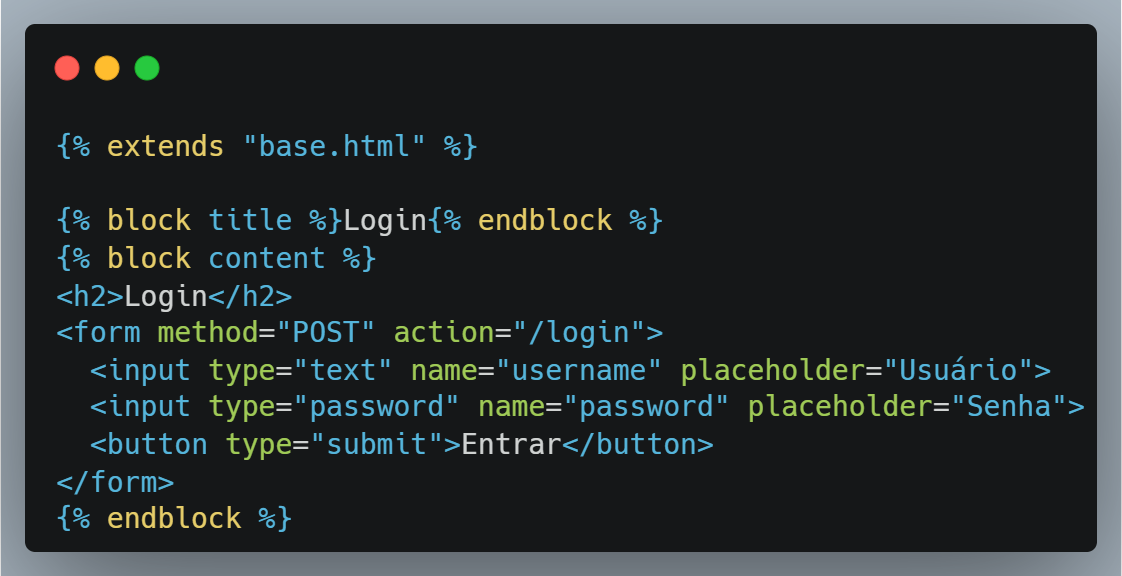 {% extends "base.html" %}

{% block title %}Login{% endblock %}
{% block content %}
<h2>Login</h2>
<form method="POST" action="/login">
  <input type="text" name="username" placeholder="Usuário">
  <input type="password" name="password" placeholder="Senha">
  <button type="submit">Entrar</button>
</form>
{% endblock %}